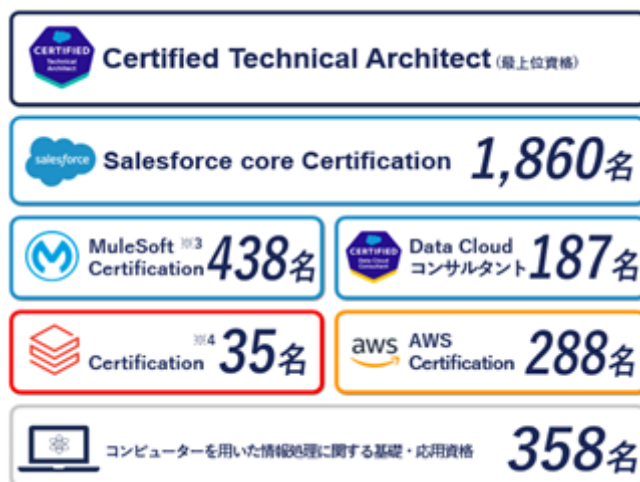 CERTIFIED
Technical
Architect
Certified Technical Architect (最上位資格)
salesforce
Salesforce core Certification 1,860名
MuleSoft ※3
Certification 438名
CERTIFIED
Data Cloud
Consultant
Data Cloud
コンサルタント 187名
※4
Certification 35名
aws
AWS
Certification 288名
コンピューターを用いた情報処理に関する基礎・応用資格 358名